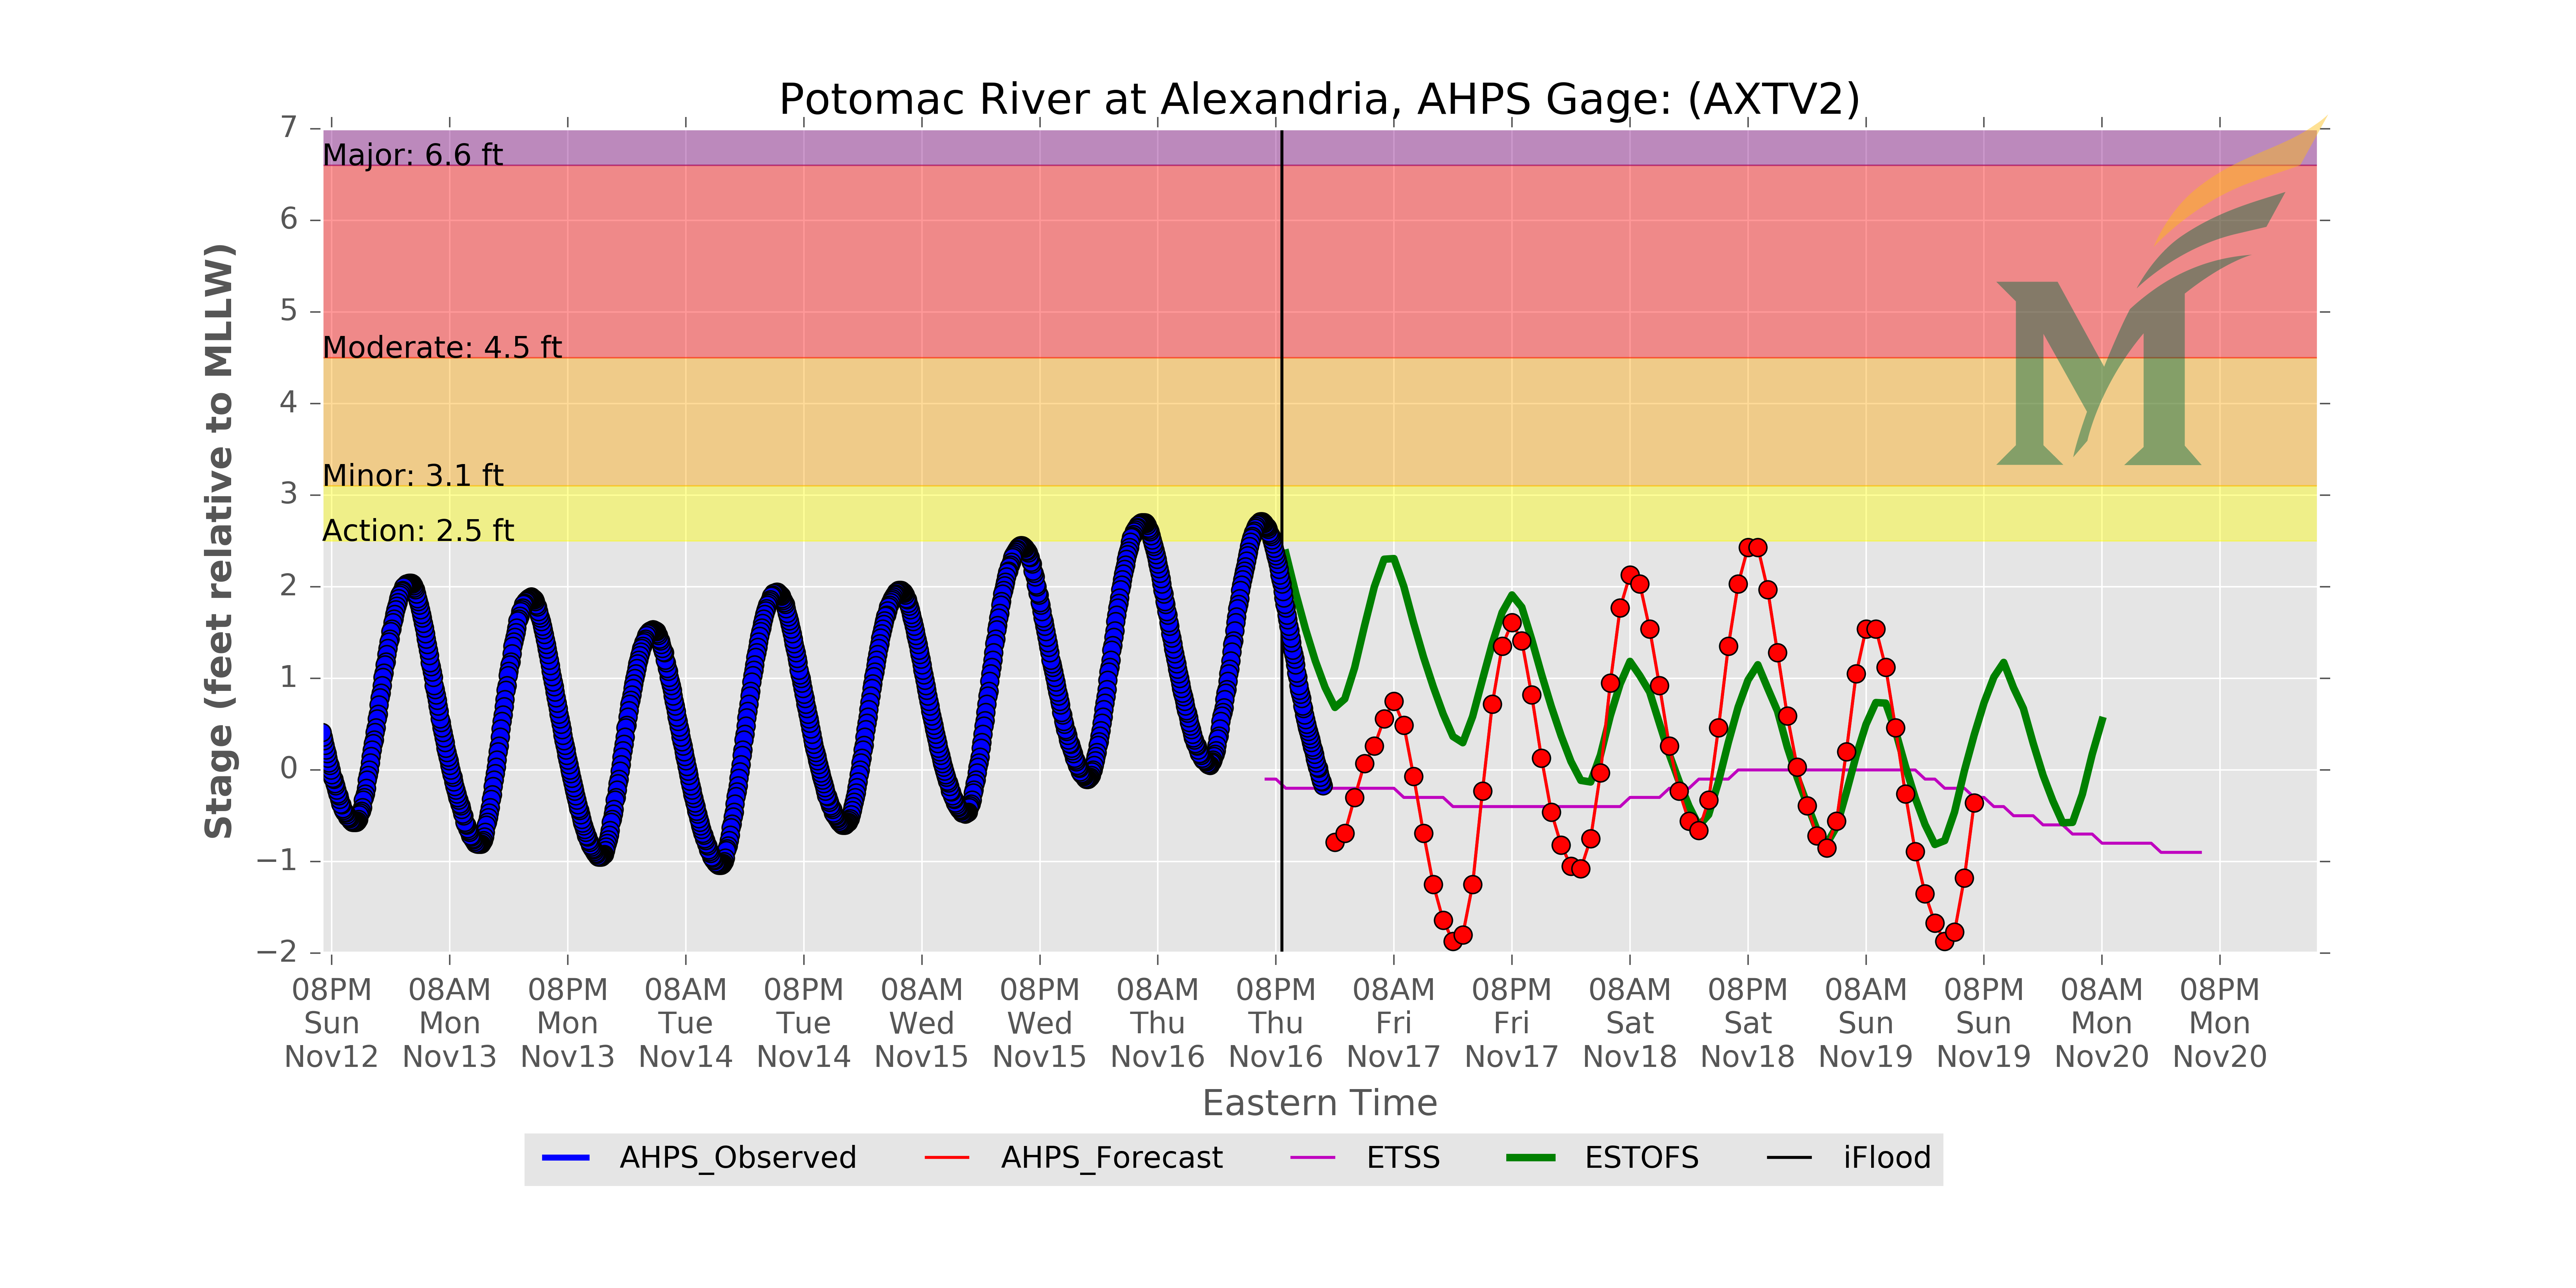 Potomac River at Alexandria, AHPS Gage: (AXTV2)
7
6
5
4
3
2
1
0
−1
−2
Stage (feet relative to MLLW)
Major: 6.6 ft
Moderate: 4.5 ft
Minor: 3.1 ft
Action: 2.5 ft
M
08PM 08AM 08PM 08AM 08PM 08AM 08PM 08AM 08PM 08AM 08PM 08AM 08PM 08AM 08PM 08AM 08PM
Sun Mon Mon Tue Tue Wed Wed Thu Thu Fri Fri Sat Sat Sun Sun Mon Mon
Nov12 Nov13 Nov13 Nov14 Nov14 Nov15 Nov15 Nov16 Nov16 Nov17 Nov17 Nov18 Nov18 Nov19 Nov19 Nov20 Nov20
Eastern Time
AHPS_Observed AHPS_Forecast ETSS ESTOFS iFlood